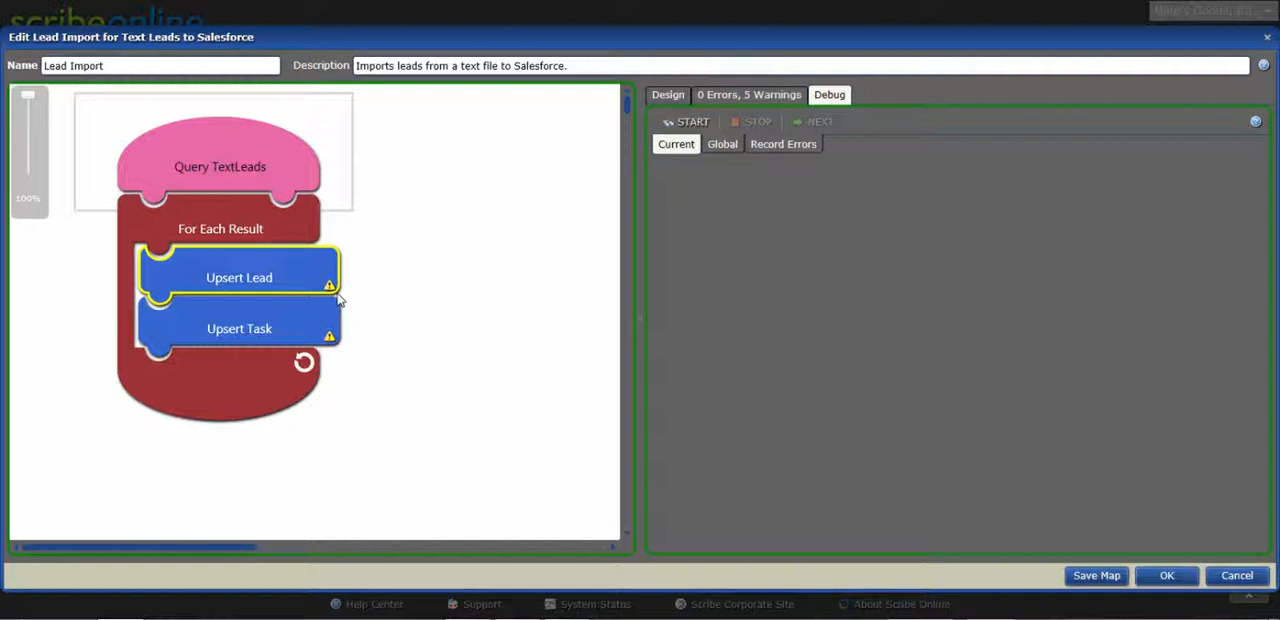 scribeonline
Edit Lead Import for Text Leads to Salesforce
Name Lead Import Description Imports leads from a text file to Salesforce.
Design 0 Errors, 5 Warnings Debug
START STOP NEXT
Current Global Record Errors
100%
Query TextLeads
For Each Result
Upsert Lead
Upsert Task
Save Map OK Cancel
Help Center Support System Status Scribe Corporate Site About Scribe Online